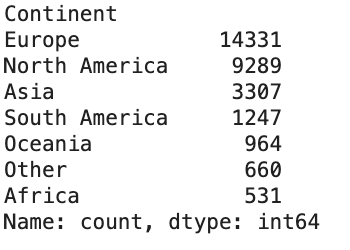 Continent
Europe           14331
North America     9289
Asia              3307
South America     1247
Oceania            964
Other              660
Africa             531
Name: count, dtype: int64